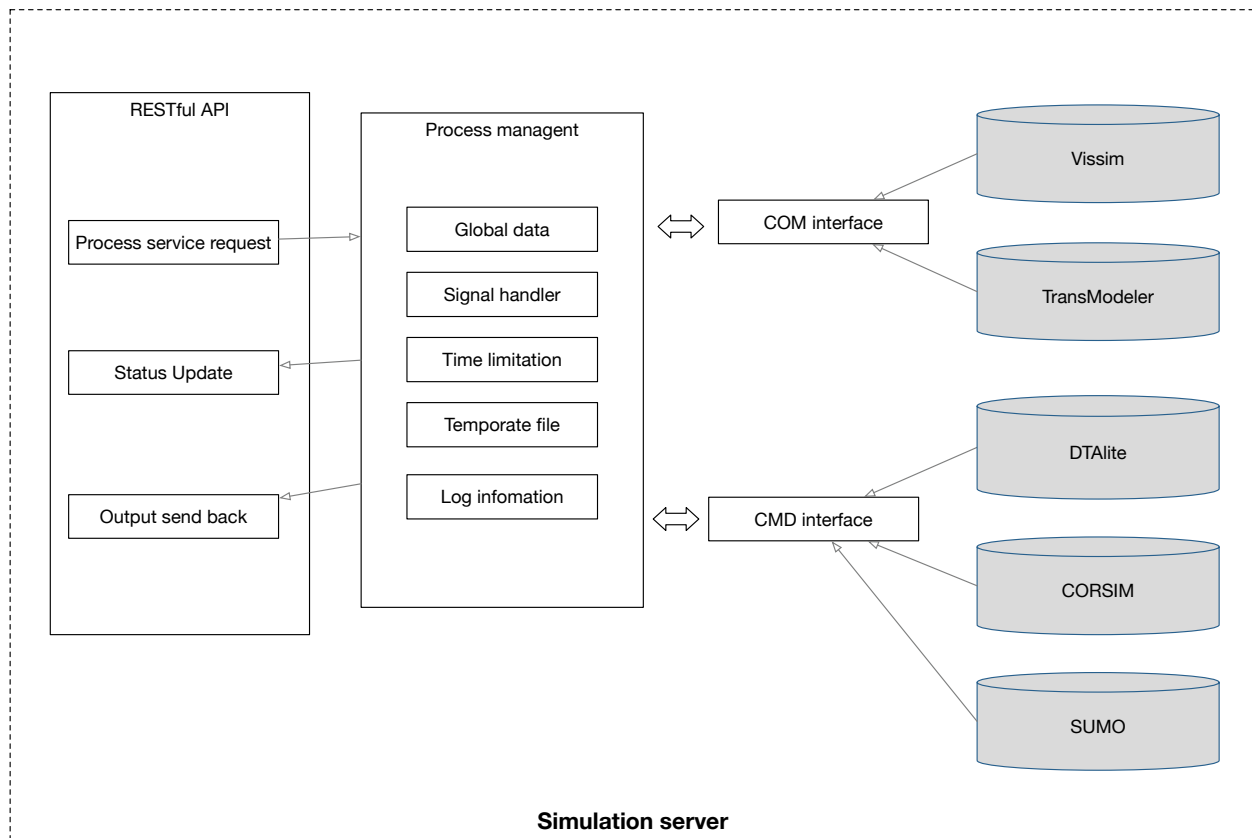 RESTful API
Process service request
Status Update
Output send back
Process managent
Global data
Signal handler
Time limitation
Temporate file
Log infomation
COM interface
CMD interface
Vissim
TransModeler
DTAlite
CORSIM
SUMO
Simulation server